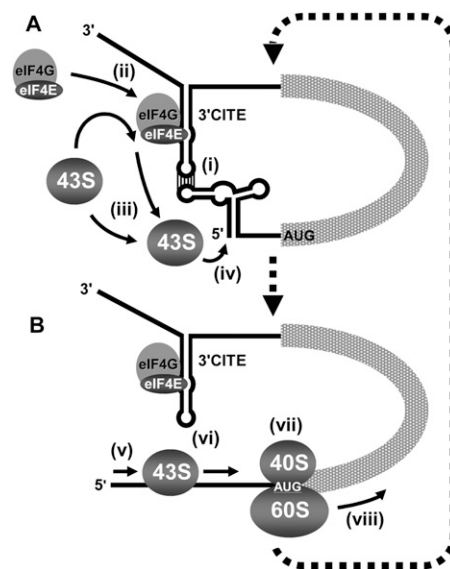 A
3'
(ii)
eIF4G
eIF4E
eIF4G
eIF4E
3'CITE
(i)
43S
(iii)
43S
5'
AUG
(iv)
3'
B
eIF4G
eIF4E
3'CITE
(v)
(vi)
(vii)
43S
40S
5'
AUG
60S
(viii)